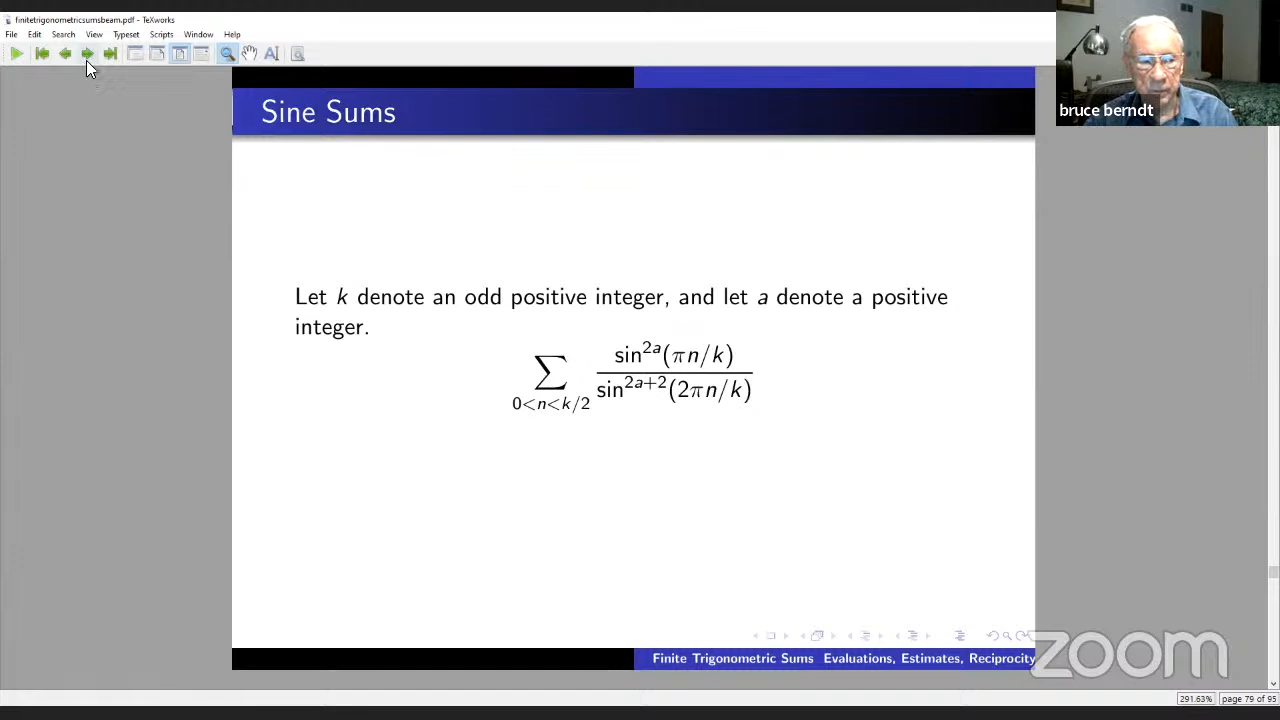 finitetrigonometricsumsbeam.pdf - TeXworks
File Edit Search View Typeset Scripts Window Help
bruce berndt
Sine Sums
Let k denote an odd positive integer, and let a denote a positive
integer.
∑_{0<n<k/2} sin^{2a}(πn/k) / sin^{2a+2}(2πn/k)
zoom
Finite Trigonometric Sums Evaluations, Estimates, Reciprocity
291.63% page 79 of 95